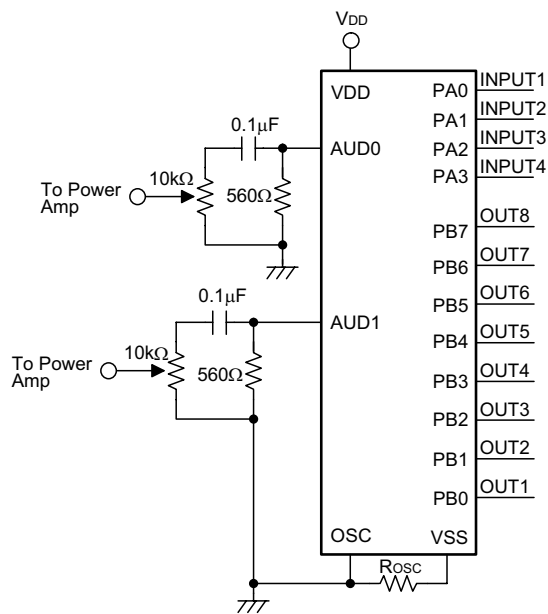 VDD
VDD
PA0 INPUT1
PA1 INPUT2
0.1μF
AUD0
PA2 INPUT3
PA3 INPUT4
10kΩ
560Ω
To Power
Amp
PB7 OUT8
PB6 OUT7
0.1μF
PB5 OUT6
AUD1
PB4 OUT5
10kΩ
560Ω
To Power
Amp
PB3 OUT4
PB2 OUT3
PB1 OUT2
PB0 OUT1
OSC
VSS
ROSC